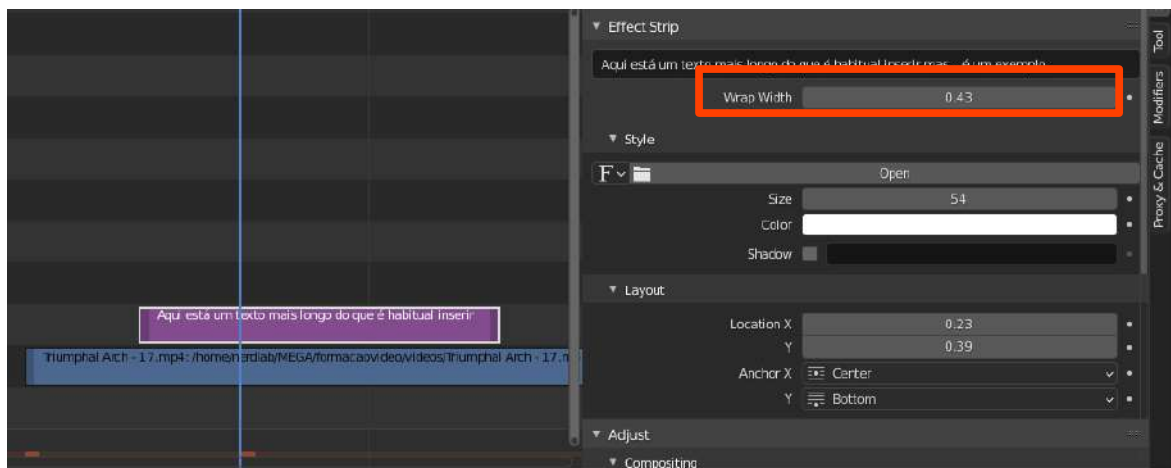 Effect Strip
Aqui está um texto mais longo do que é habitual inserir mas... é um exemplo
Wrap Width 0.43
Style
F Open
Size 54
Color
Shadow
Layout
Location X 0.23
Y 0.39
Anchor X Center
Y Bottom
Adjust
Compositing
Tool
Modifiers
Proxy & Cache
Aqui está um texto mais longo do que é habitual inserir
Triumphal Arch - 17.mp4: /home/nerdlab/MEGA/formacaovideo/videos/Triumphal Arch - 17.m